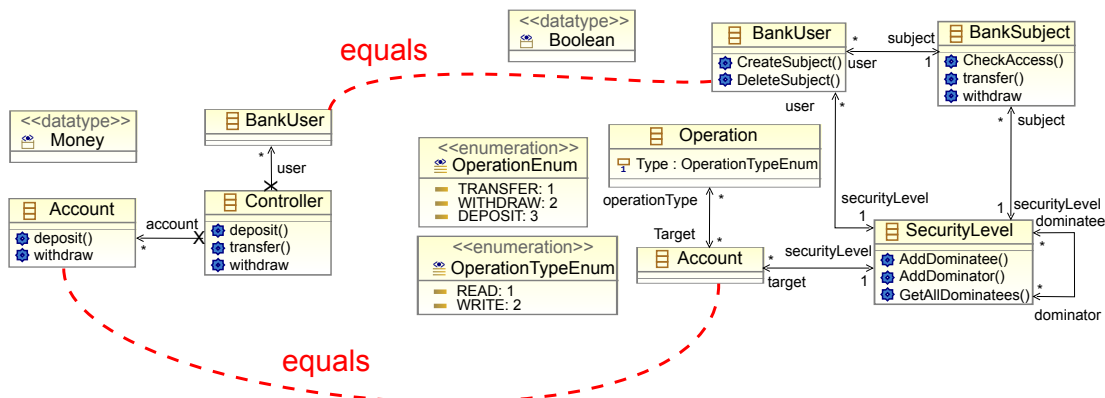 <<datatype>>
Money
BankUser
*
user
Account
deposit()
withdraw
account
*
Controller
deposit()
transfer()
withdraw
equals
equals
<<datatype>>
Boolean
<<enumeration>>
OperationEnum
TRANSFER: 1
WITHDRAW: 2
DEPOSIT: 3
<<enumeration>>
OperationTypeEnum
READ: 1
WRITE: 2
Operation
1 Type : OperationTypeEnum
operationType *
Target *
Account
BankUser
CreateSubject()
DeleteSubject()
* subject
user 1
BankSubject
CheckAccess()
transfer()
withdraw
user *
* subject
securityLevel
1
1 securityLevel
dominatee
*
SecurityLevel
AddDominatee()
AddDominator()
GetAllDominatees()
* securityLevel
target 1
*
dominator